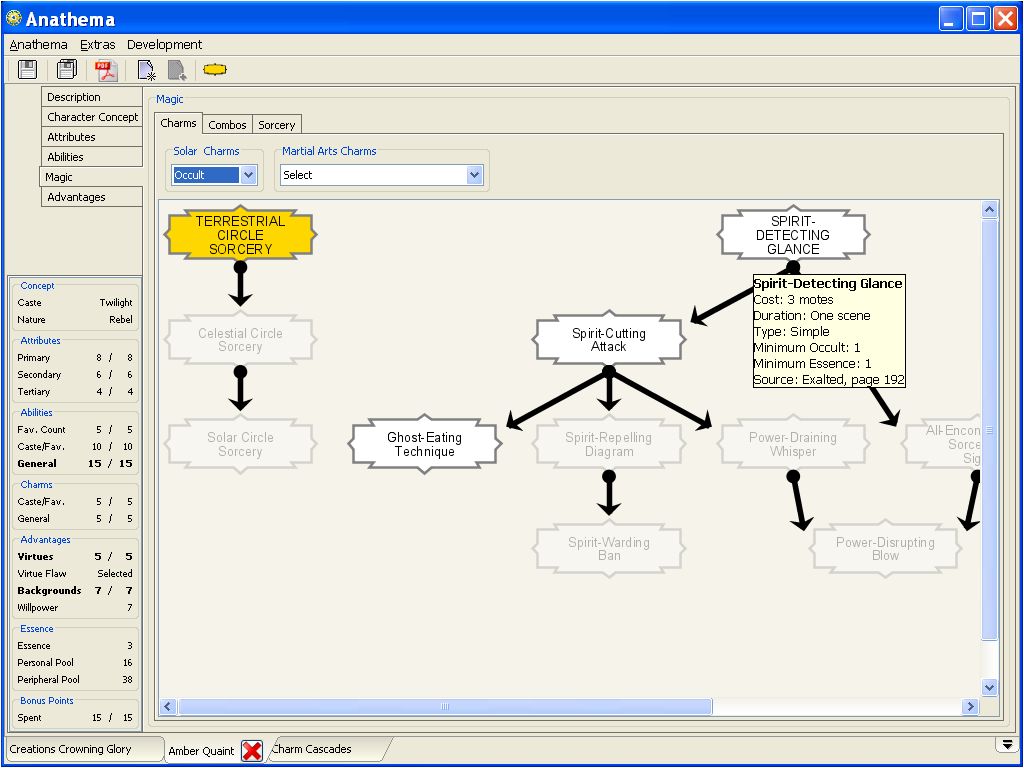 Anathema
Anathema Extras Development
Description
Character Concept
Attributes
Abilities
Magic
Advantages
Concept
Caste Twilight
Nature Rebel
Attributes
Primary 8 / 8
Secondary 6 / 6
Tertiary 4 / 4
Abilities
Fav. Count 5 / 5
Caste/Fav. 10 / 10
General 15 / 15
Charms
Caste/Fav. 5 / 5
General 5 / 5
Advantages
Virtues 5 / 5
Virtue Flaw Selected
Backgrounds 7 / 7
Willpower 7
Essence
Essence 3
Personal Pool 16
Peripheral Pool 38
Bonus Points
Spent 15 / 15
Magic
Charms Combos Sorcery
Solar Charms
Occult
Martial Arts Charms
Select
TERRESTRIAL
CIRCLE
SORCERY
SPIRIT-
DETECTING
GLANCE
Spirit-Detecting Glance
Cost: 3 motes
Duration: One scene
Type: Simple
Minimum Occult: 1
Minimum Essence: 1
Source: Exalted, page 192
Celestial Circle
Sorcery
Spirit-Cutting
Attack
Solar Circle
Sorcery
Ghost-Eating
Technique
Spirit-Repelling
Diagram
Power-Draining
Whisper
All-Encon
Sorce
Sig
Spirit-Warding
Ban
Power-Disrupting
Blow
Creations Crowning Glory
Amber Quaint
Charm Cascades